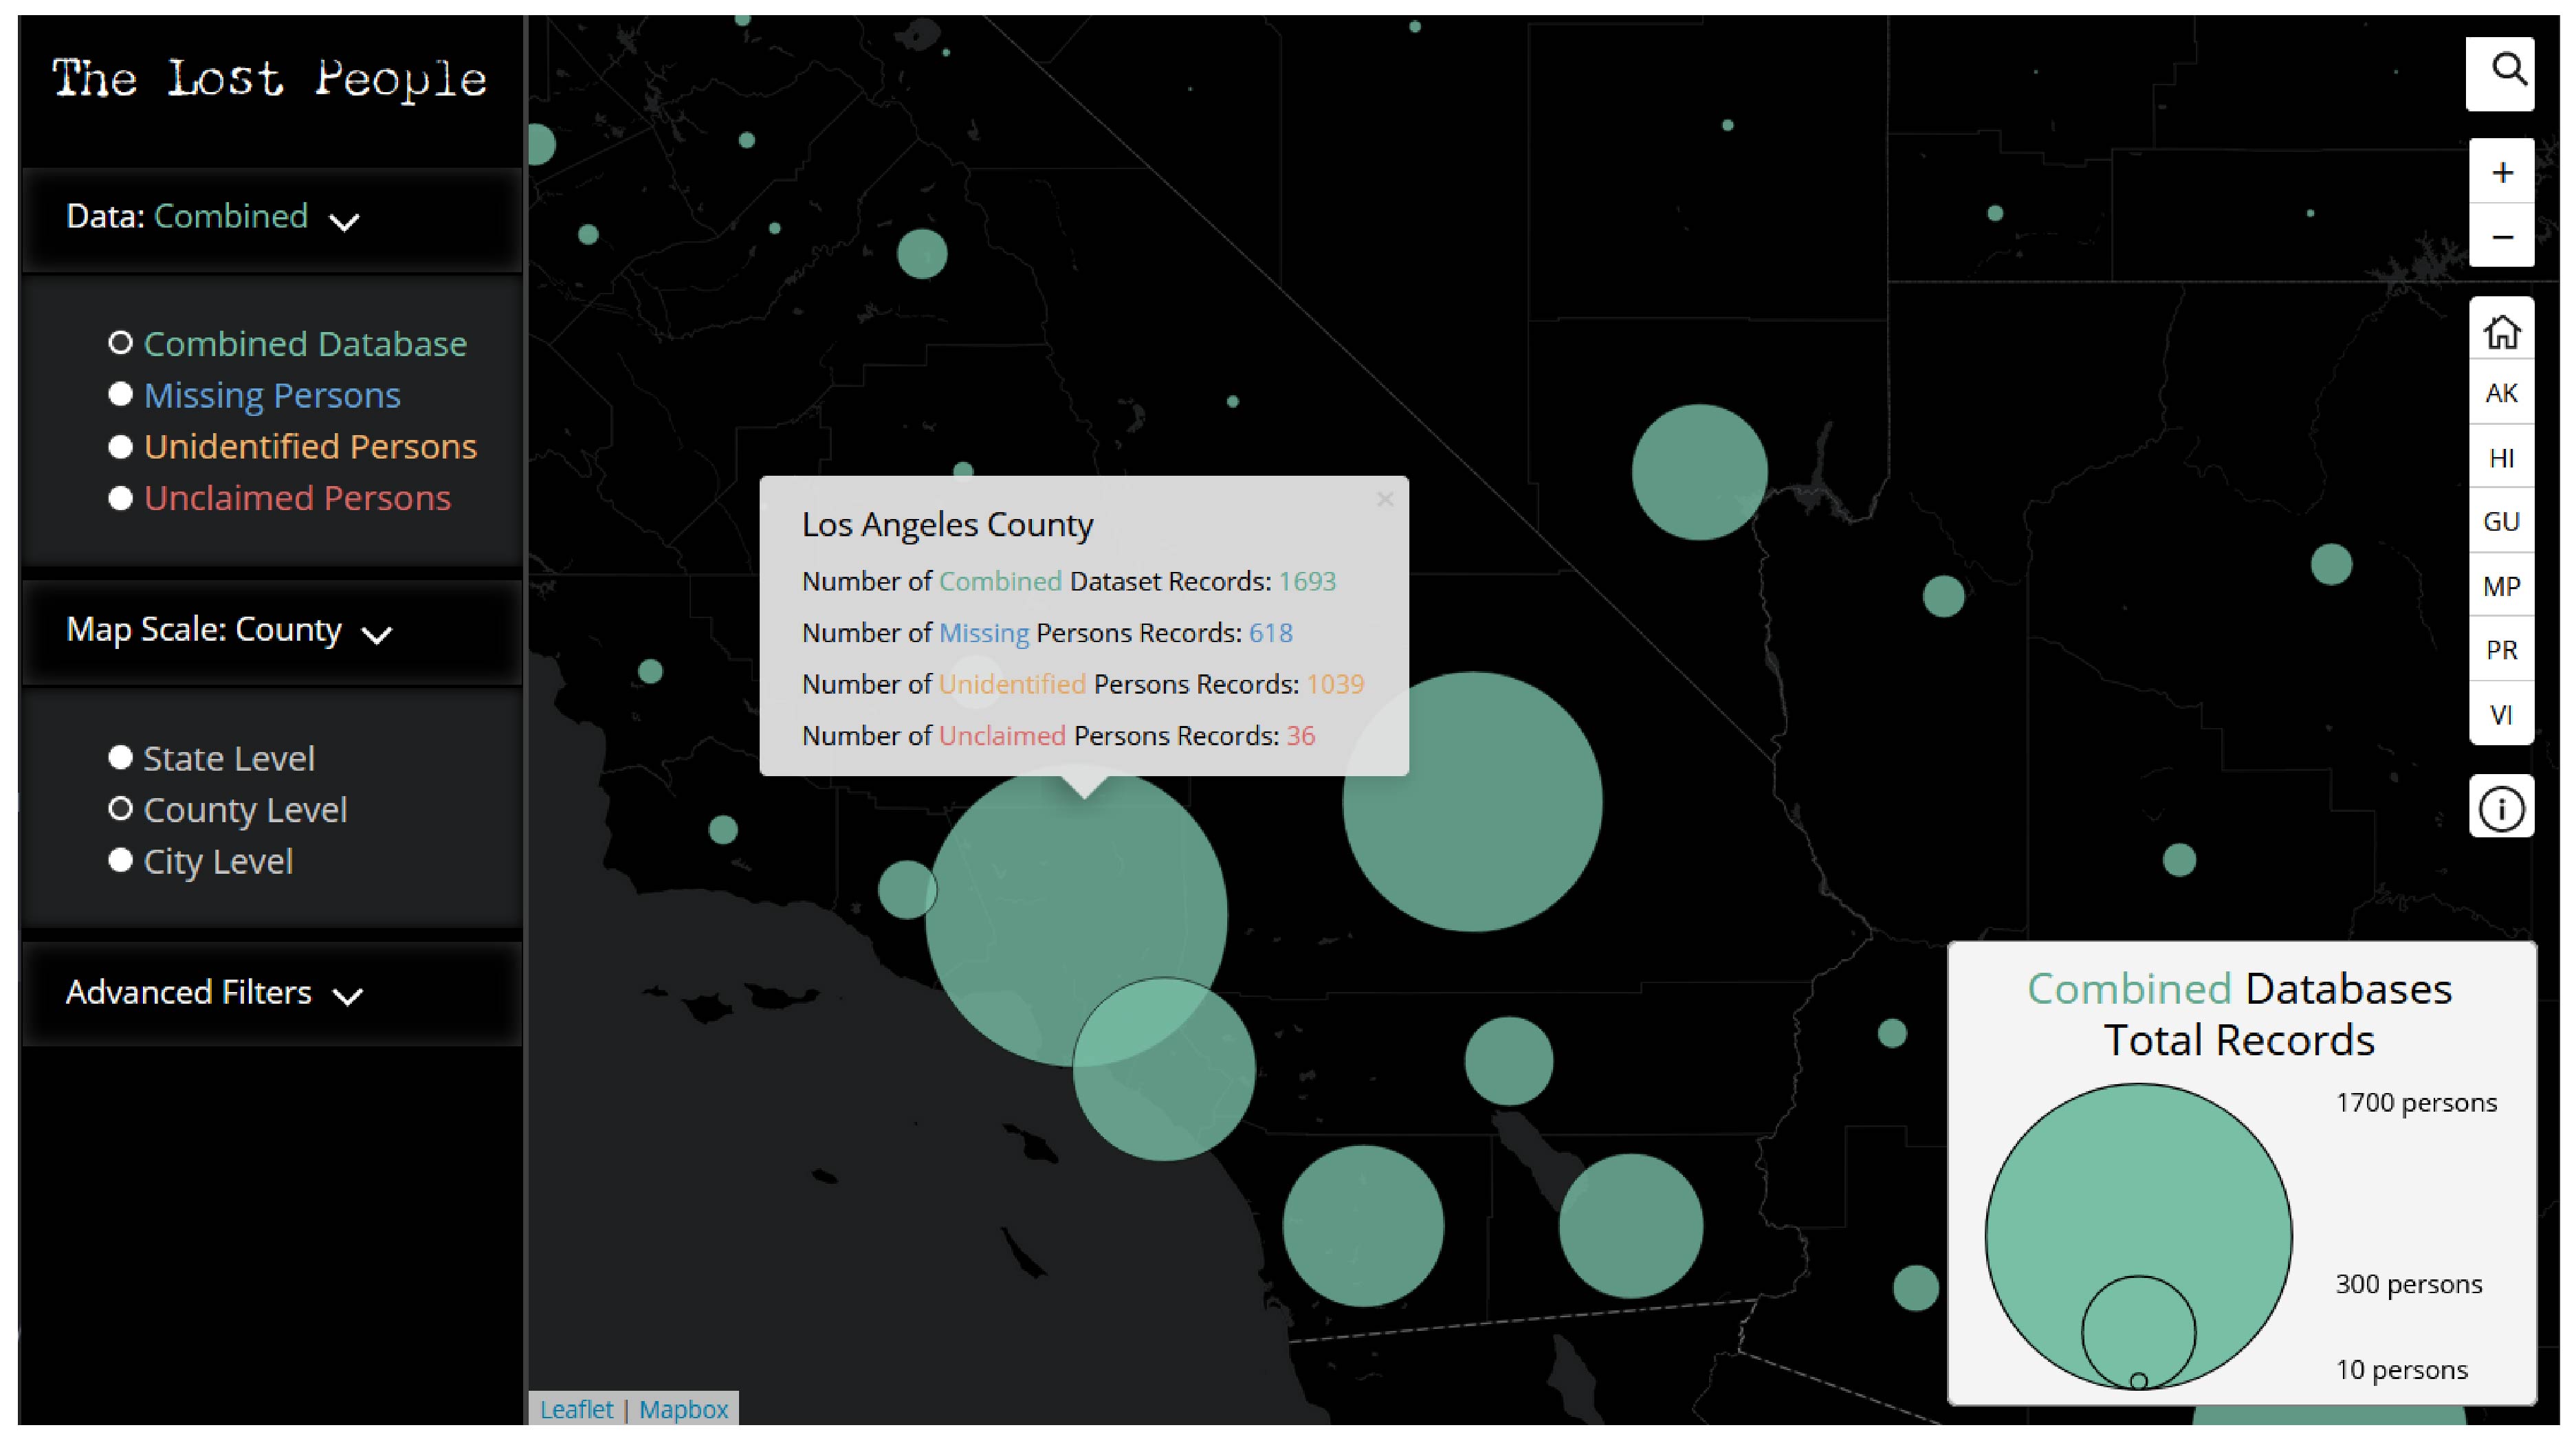 The Lost People
Data: Combined
Combined Database
Missing Persons
Unidentified Persons
Unclaimed Persons
Map Scale: County
State Level
County Level
City Level
Advanced Filters
Los Angeles County
×
Number of Combined Dataset Records: 1693
Number of Missing Persons Records: 618
Number of Unidentified Persons Records: 1039
Number of Unclaimed Persons Records: 36
+
−
AK
HI
GU
MP
PR
VI
i
Combined Databases
Total Records
1700 persons
300 persons
10 persons
Leaflet | Mapbox